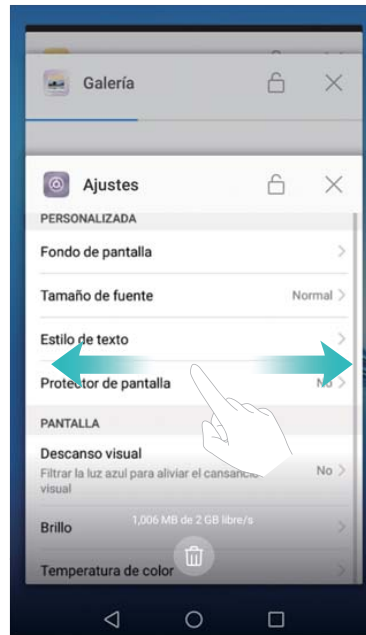 Galería
Ajustes
PERSONALIZADA
Fondo de pantalla
Tamaño de fuente Normal
Estilo de texto
Protector de pantalla No
PANTALLA
Descanso visual
Filtrar la luz azul para aliviar el cansancio No
visual
1,006 MB de 2 GB libre/s
Brillo
Temperatura de color